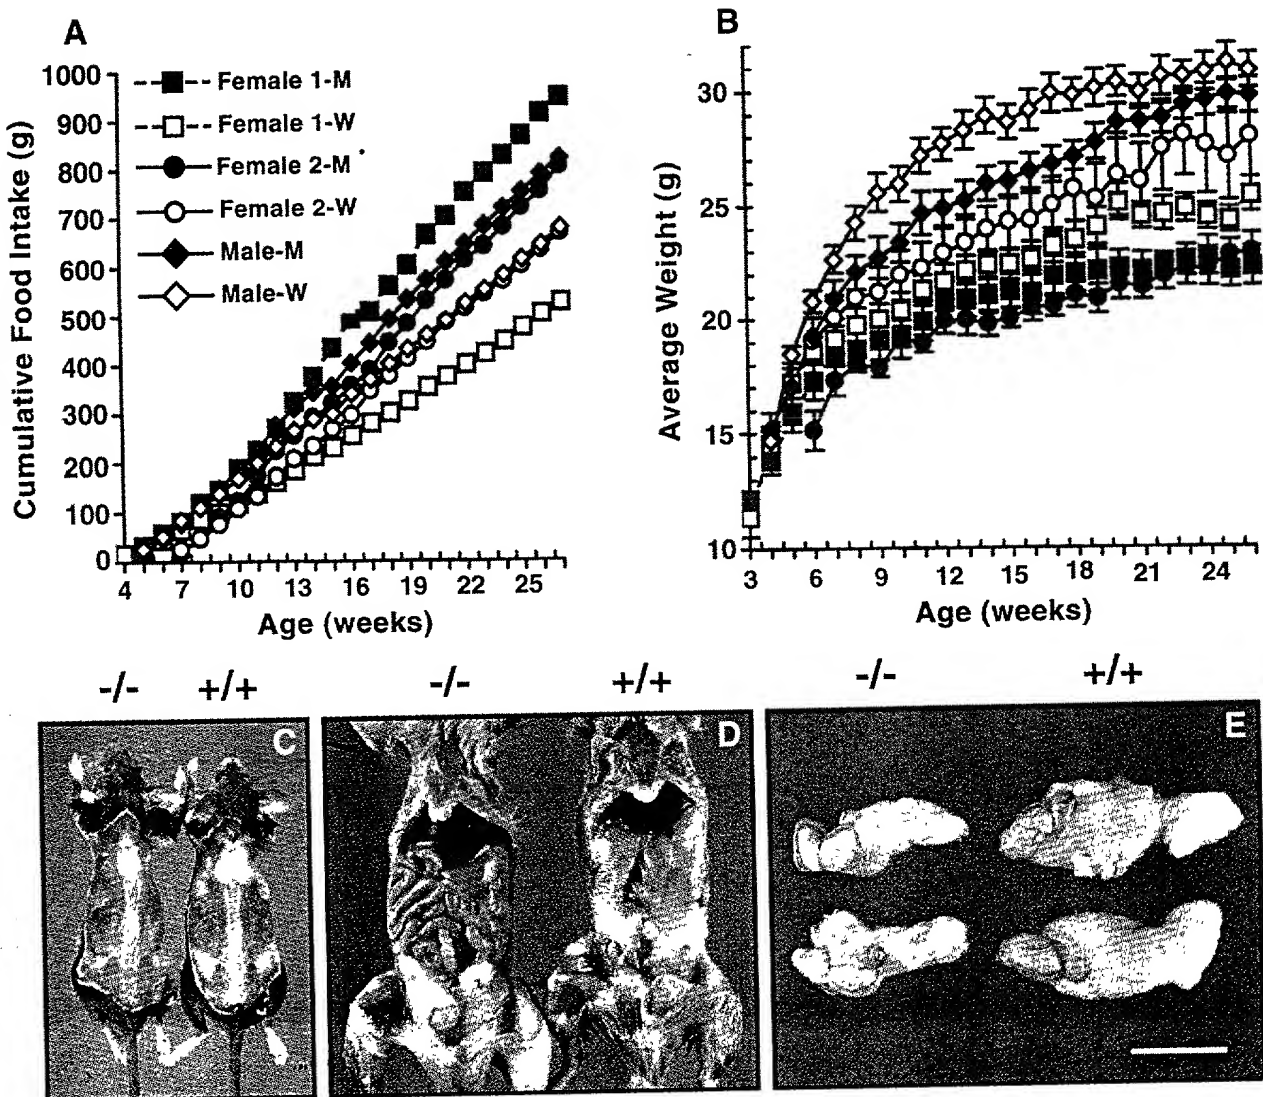 A
Cumulative Food Intake (g)
1000
900
800
700
600
500
400
300
200
100
0
Female 1-M
Female 1-W
Female 2-M
Female 2-W
Male-M
Male-W
4 7 10 13 16 19 22 25
Age (weeks)
B
Average Weight (g)
30
25
20
15
10
3 6 9 12 15 18 21 24
Age (weeks)
-/- +/+
C
-/- +/+
D
-/- +/+
E